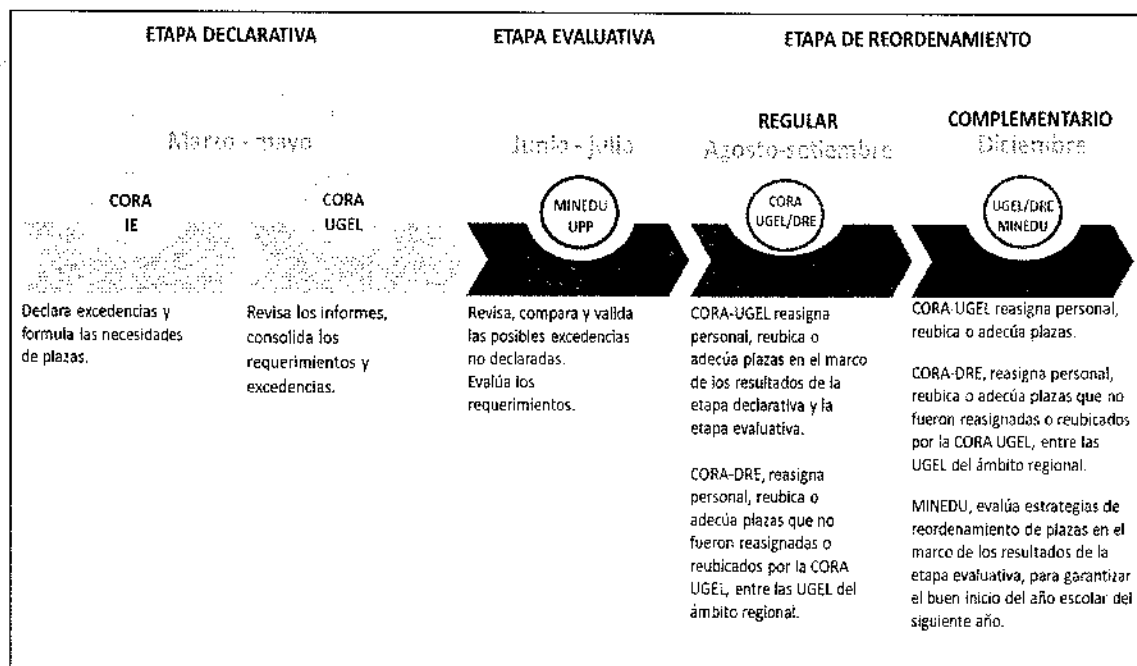 ETAPA DECLARATIVA
ETAPA EVALUATIVA
ETAPA DE REORDENAMIENTO
Marzo - mayo
Junio - julio
REGULAR
Agosto-setiembre
COMPLEMENTARIO
Diciembre
CORA
IE
CORA
UGEL
MINEDU
UPP
CORA
UGEL/DRE
UGEL/DRE
MINEDU
Declara excedencias y
formula las necesidades
de plazas.
Revisa los informes,
consolida los
requerimientos y
excedencias.
Revisa, compara y valida
las posibles excedencias
no declaradas.
Evalúa los
requerimientos.
CORA-UGEL reasigna
personal, reubica o
adecúa plazas en el marco
de los resultados de la
etapa declarativa y la
etapa evaluativa.
CORA-DRE, reasigna
personal, reubica o
adecúa plazas que no
fueron reasignadas o
reubicados por la CORA
UGEL, entre las UGEL del
ámbito regional.
CORA-UGEL reasigna personal,
reubica o adecúa plazas.
CORA-DRE, reasigna personal,
reubica o adecúa plazas que no
fueron reasignadas o reubicados
por la CORA UGEL, entre las
UGEL del ámbito regional.
MINEDU, evalúa estrategias de
reordenamiento de plazas en el
marco de los resultados de la
etapa evaluativa, para garantizar
el buen inicio del año escolar del
siguiente año.